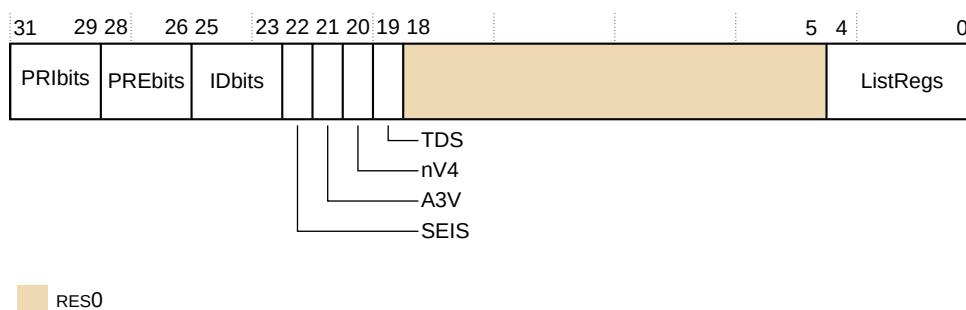 31 29 28 26 25 23 22 21 20 19 18 5 4 0
PRIbits PREbits IDbits ListRegs
TDS
nV4
A3V
SEIS
RES0